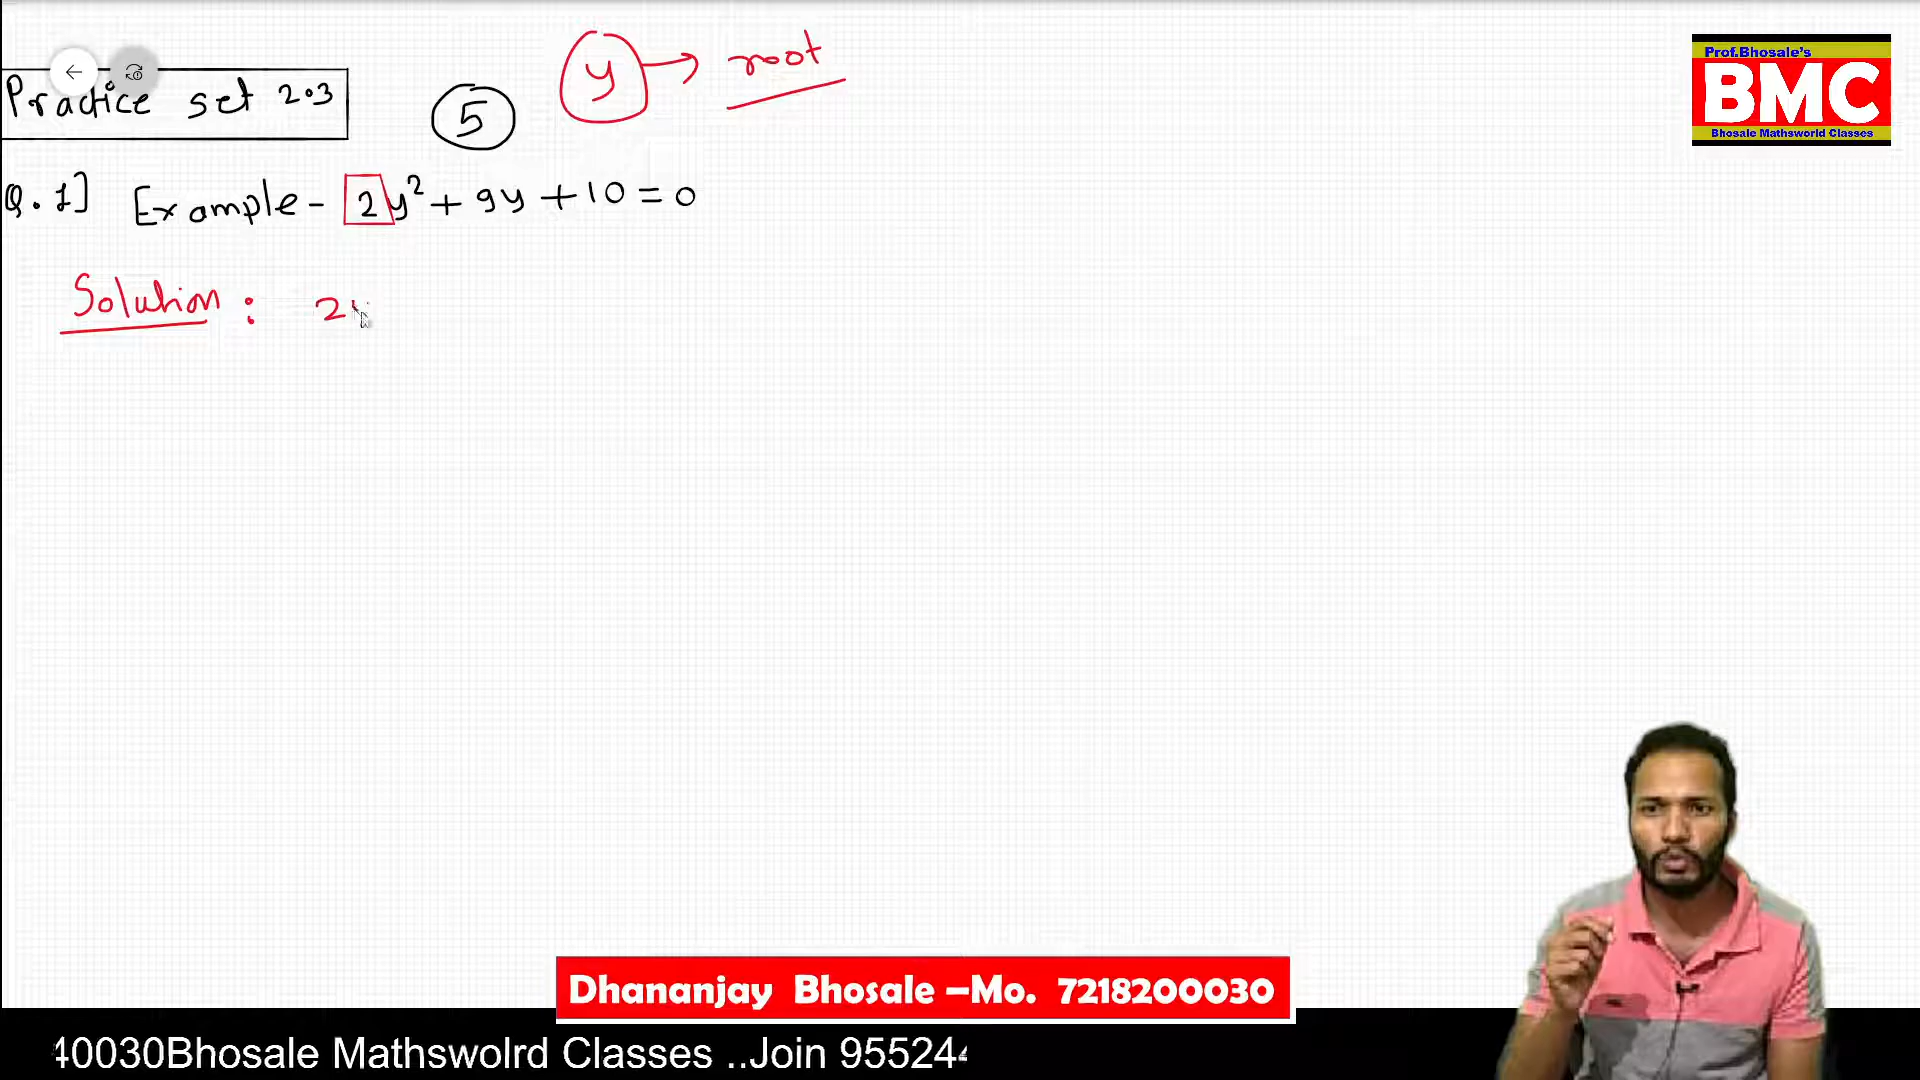 y → root
Prof.Bhosale's
BMC
Bhosale Mathsworld Classes
Practice set 2.3
5
Q.1] Example - 2y² + 9y + 10 = 0
Solution : 2
Dhananjay Bhosale –Mo. 7218200030
40030Bhosale Mathswolrd Classes ..Join 95524